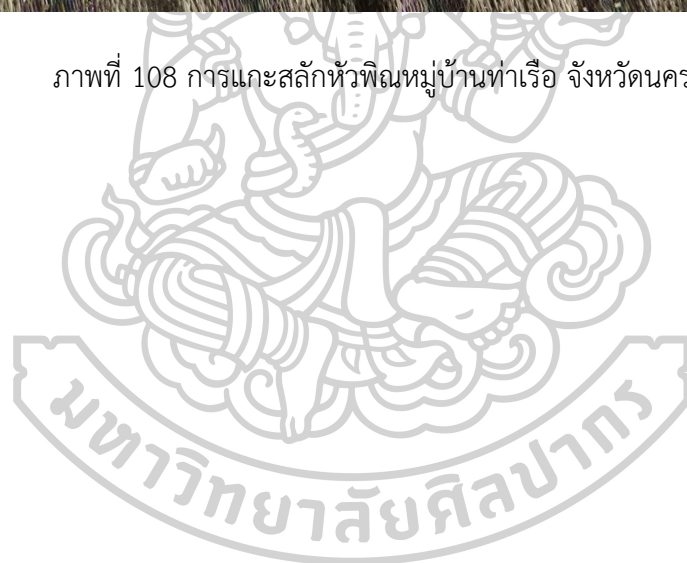 ภาพที่ 108 การแกะสลักหัวพิณหมู่บ้านท่าเรือ จังหวัดนคร
มหาวิทยาลัยศิลปากร